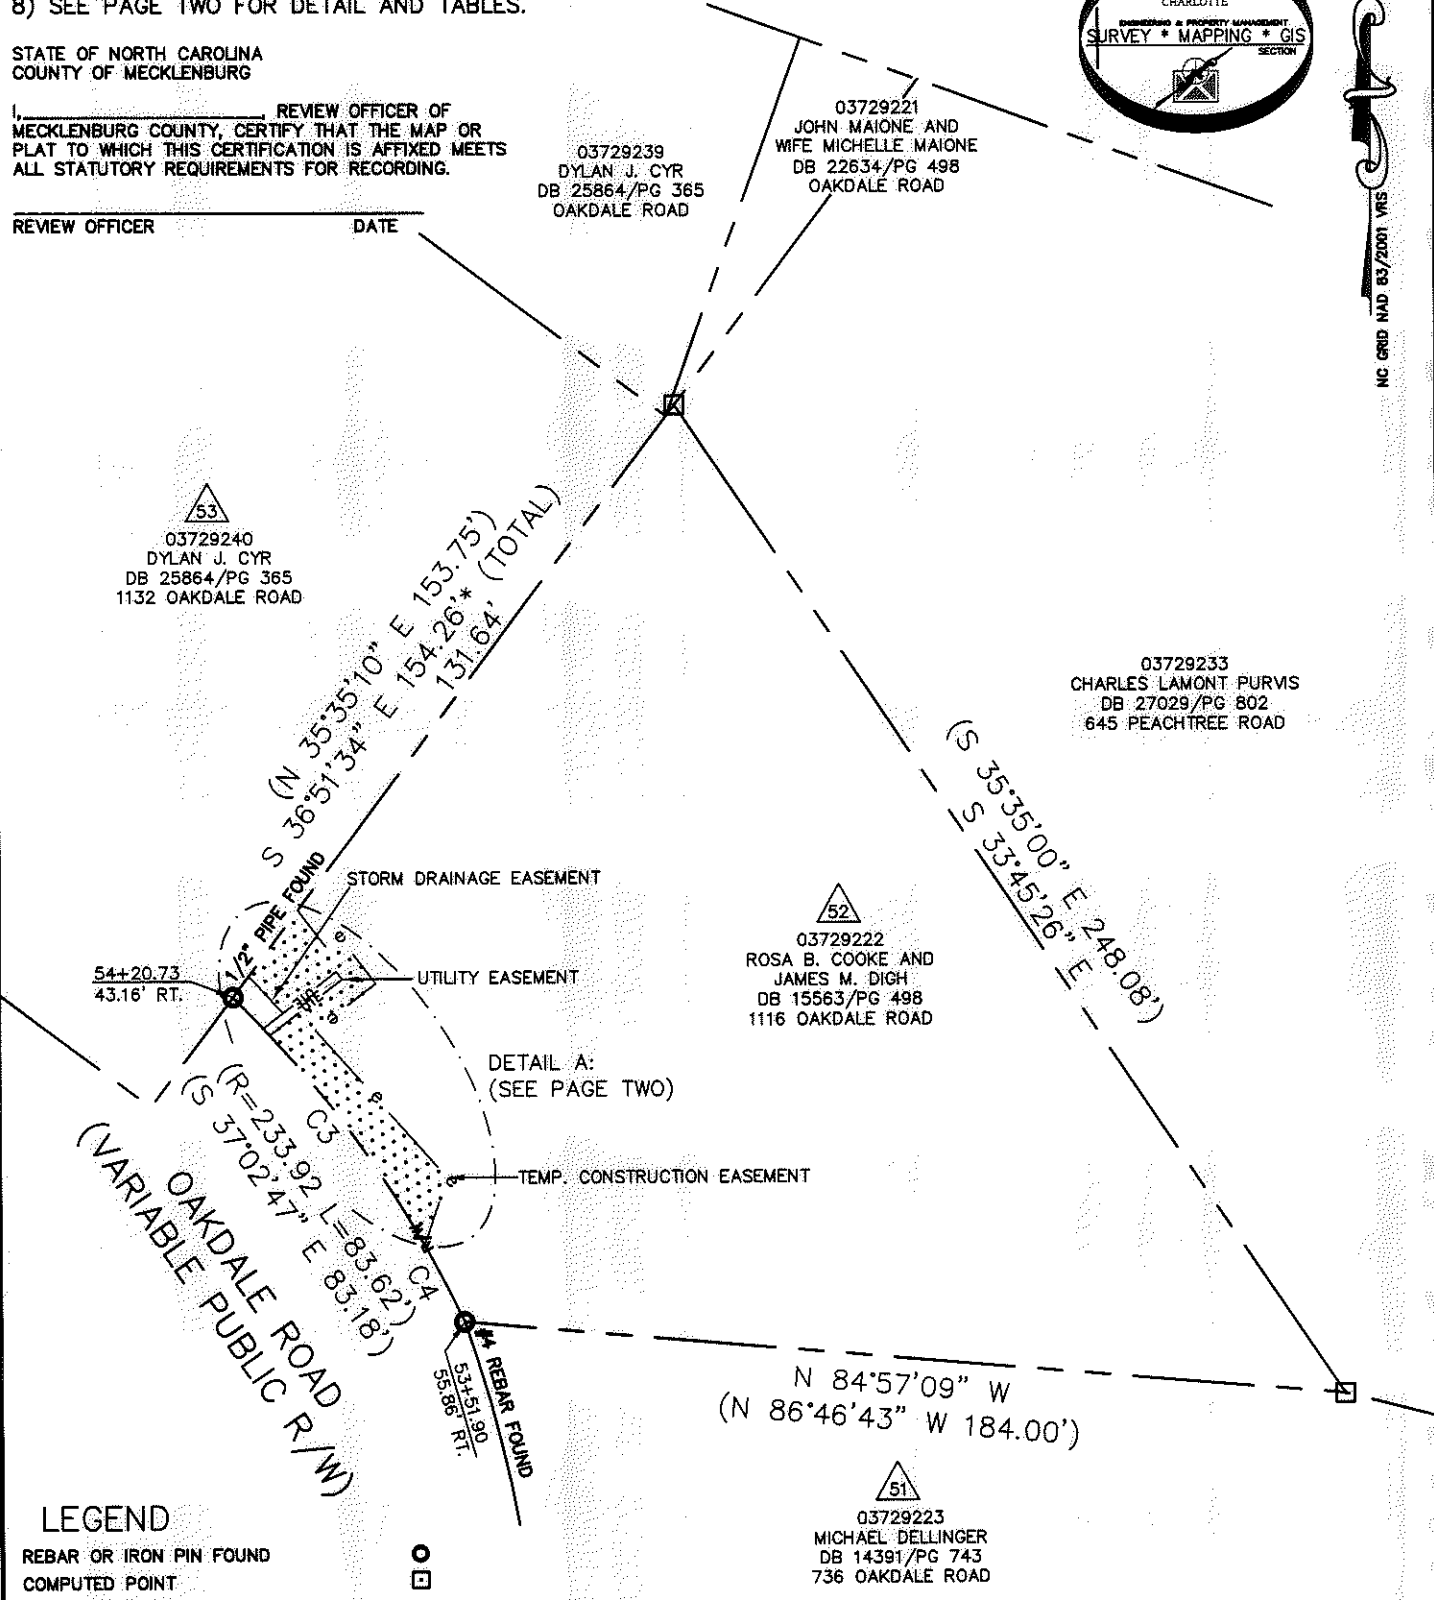 8) SEE PAGE TWO FOR DETAIL AND TABLES.
STATE OF NORTH CAROLINA
COUNTY OF MECKLENBURG
I, REVIEW OFFICER OF
MECKLENBURG COUNTY, CERTIFY THAT THE MAP OR
PLAT TO WHICH THIS CERTIFICATION IS AFFIXED MEETS
ALL STATUTORY REQUIREMENTS FOR RECORDING.
REVIEW OFFICER DATE
CHARLOTTE
ENGINEERING & PROPERTY MANAGEMENT
SURVEY * MAPPING * GIS
SECTION
NC GRID NAD 83/2001 VRS
03729239
DYLAN J. CYR
DB 25864/PG 365
OAKDALE ROAD
03729221
JOHN MAIONE AND
WIFE MICHELLE MAIONE
DB 22634/PG 498
OAKDALE ROAD
53
03729240
DYLAN J. CYR
DB 25864/PG 365
1132 OAKDALE ROAD
(N 35°35'10" E 153.75')
S 36°51'34" E 154.26'* (TOTAL)
131.64'
03729233
CHARLES LAMONT PURVIS
DB 27029/PG 802
645 PEACHTREE ROAD
(S 35°35'00" E 248.08')
S 33°45'26" E
1/2" PIPE FOUND
STORM DRAINAGE EASEMENT
52
03729222
ROSA B. COOKE AND
JAMES M. DIGH
DB 15563/PG 498
1116 OAKDALE ROAD
54+20.73
43.16' RT.
UTILITY EASEMENT
e
e
e
e
DETAIL A:
(SEE PAGE TWO)
C3
(R=233.92 L=83.62')
(S 37°02'47" E 83.18')
TEMP. CONSTRUCTION EASEMENT
C4
OAKDALE ROAD
(VARIABLE PUBLIC R/W)
#4 REBAR FOUND
53+51.90
55.86' RT.
N 84°57'09" W
(N 86°46'43" W 184.00')
51
03729223
MICHAEL DELLINGER
DB 14391/PG 743
736 OAKDALE ROAD
LEGEND
REBAR OR IRON PIN FOUND
COMPUTED POINT